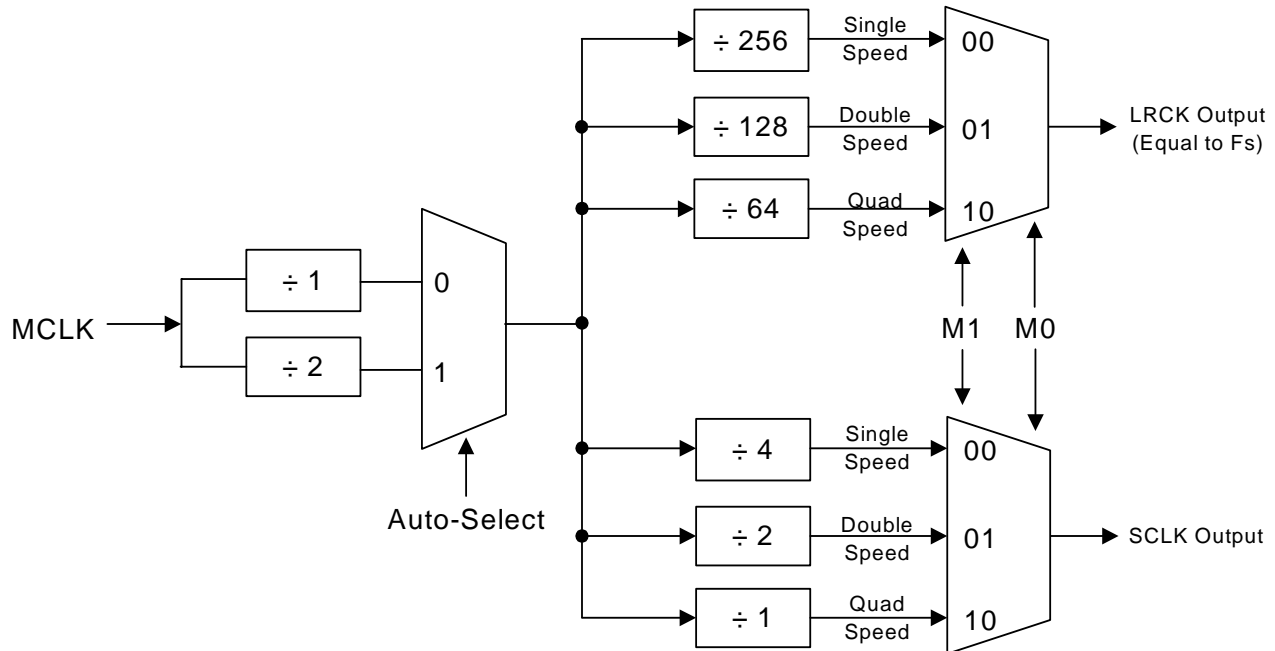 MCLK
÷ 1
÷ 2
0
1
Auto-Select
÷ 256
Single
Speed
00
÷ 128
Double
Speed
01
÷ 64
Quad
Speed
10
LRCK Output
(Equal to Fs)
M1
M0
÷ 4
Single
Speed
00
÷ 2
Double
Speed
01
÷ 1
Quad
Speed
10
SCLK Output